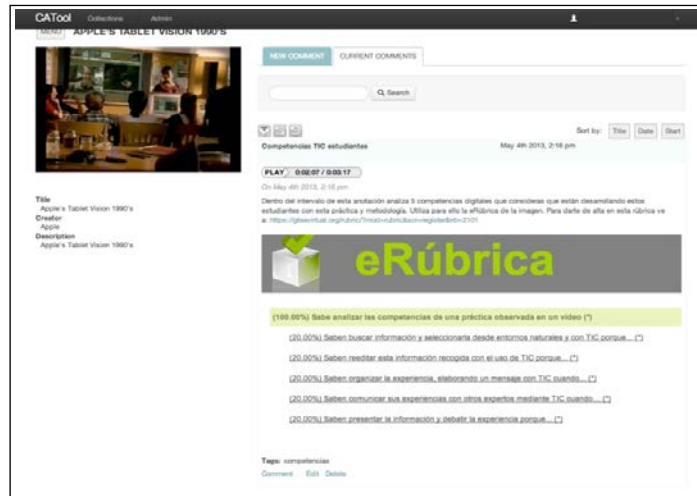 CATool Collections Admin
MENU APPLE'S TABLET VISION 1990'S
Title
Apple's Tablet Vision 1990's
Creator
Apple
Description
Apple's Tablet Vision 1990's
NEW COMMENT CURRENT COMMENTS
Search
Sort by: Title Date Start
Competencias TIC estudiantes May 4th 2013, 2:16 pm
PLAY 0:02:07 / 0:03:17
On May 4th 2013, 2:16 pm
Dentro del intervalo de esta anotación analiza 5 competencias digitales que consideras que están desarrollando estos
estudiantes con esta práctica y metodología. Utiliza para ello la eRúbrica de la imagen. Para darte de alta en esta rúbrica ve
a:
eRúbrica
(100.00%) Sabe analizar las competencias de una práctica observada en un vídeo (*)
(20.00%) Saben buscar información y seleccionarla desde entornos naturales y con TIC porque... (*)
(20.00%) Saben reeditar esta información recogida con el uso de TIC porque... (*)
(20.00%) Saben organizar la experiencia, elaborando un mensaje con TIC cuando... (*)
(20.00%) Saben comunicar sus experiencias con otros expertos mediante TIC cuando... (*)
(20.00%) Saben presentar la información y debatir la experiencia porque... (*)
Tags: competencias
Comment Edit Delete